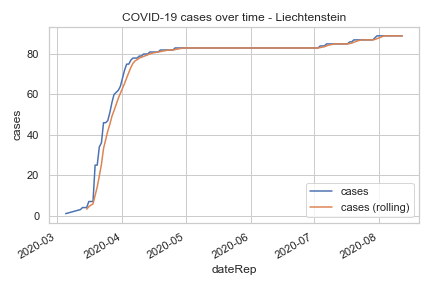 COVID-19 cases over time - Liechtenstein
80
60
40
20
0
cases
cases
cases (rolling)
2020-03
2020-04
2020-05
2020-06
2020-07
2020-08
dateRep